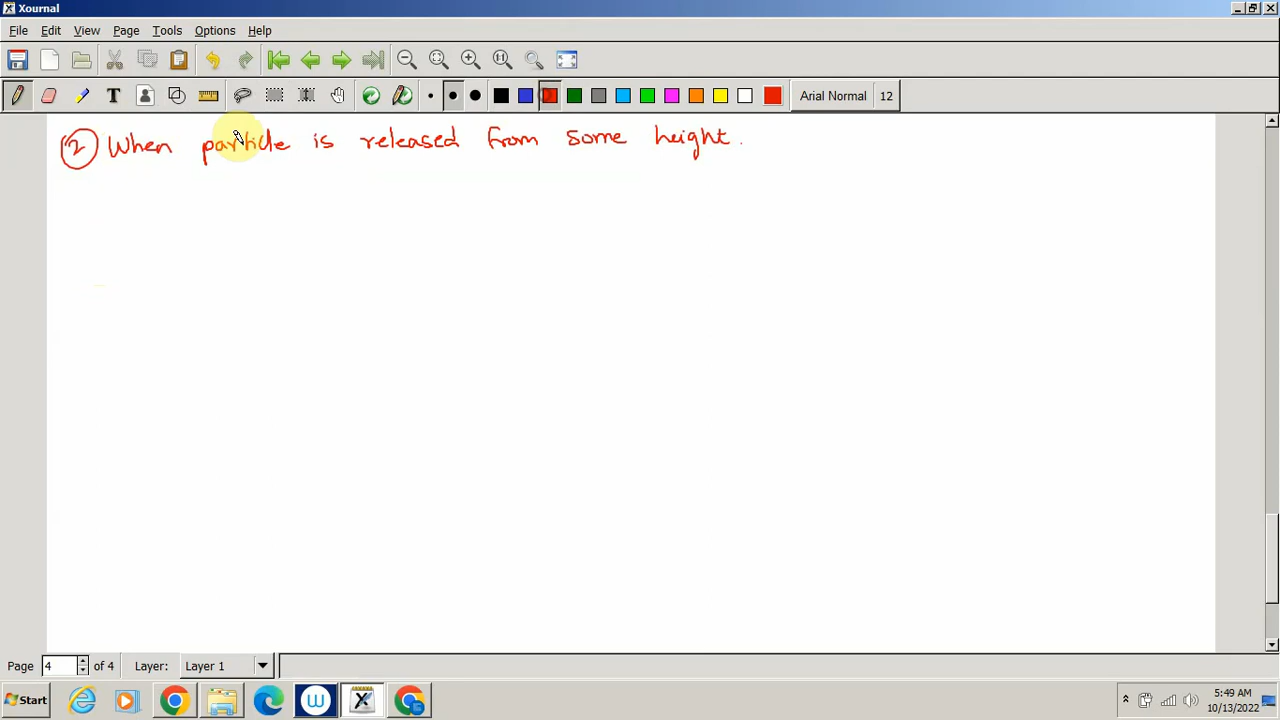 Xournal
File Edit View Page Tools Options Help
Arial Normal 12
2 When particle is released from some height.
Page 4 of 4 Layer: Layer 1
Start W 5:49 AM
10/13/2022